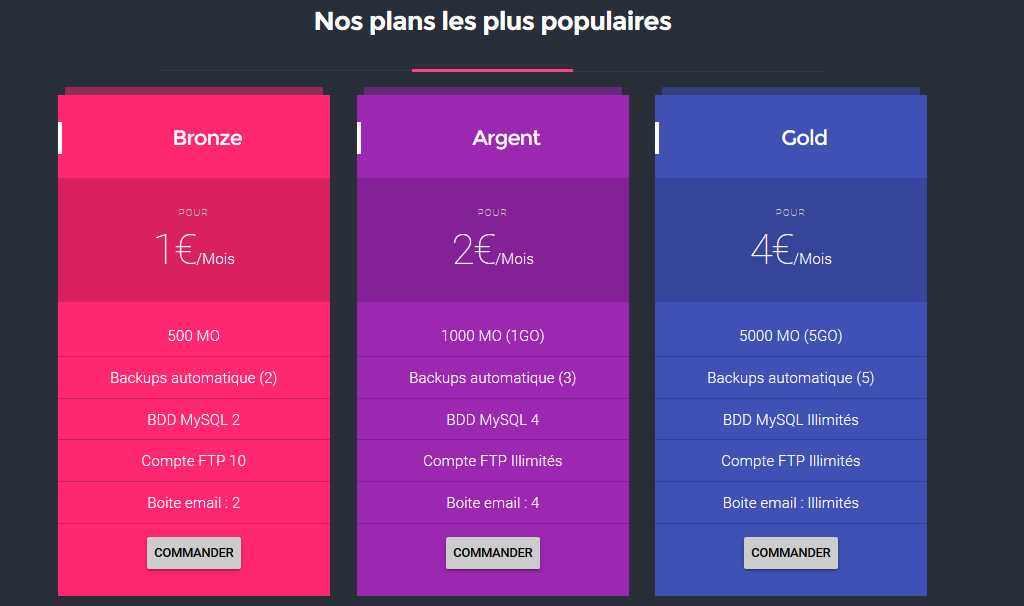 Nos plans les plus populaires
Bronze
POUR
1€/Mois
500 MO
Backups automatique (2)
BDD MySQL 2
Compte FTP 10
Boite email : 2
COMMANDER
Argent
POUR
2€/Mois
1000 MO (1GO)
Backups automatique (3)
BDD MySQL 4
Compte FTP Illimités
Boite email : 4
COMMANDER
Gold
POUR
4€/Mois
5000 MO (5GO)
Backups automatique (5)
BDD MySQL Illimités
Compte FTP Illimités
Boite email : Illimités
COMMANDER